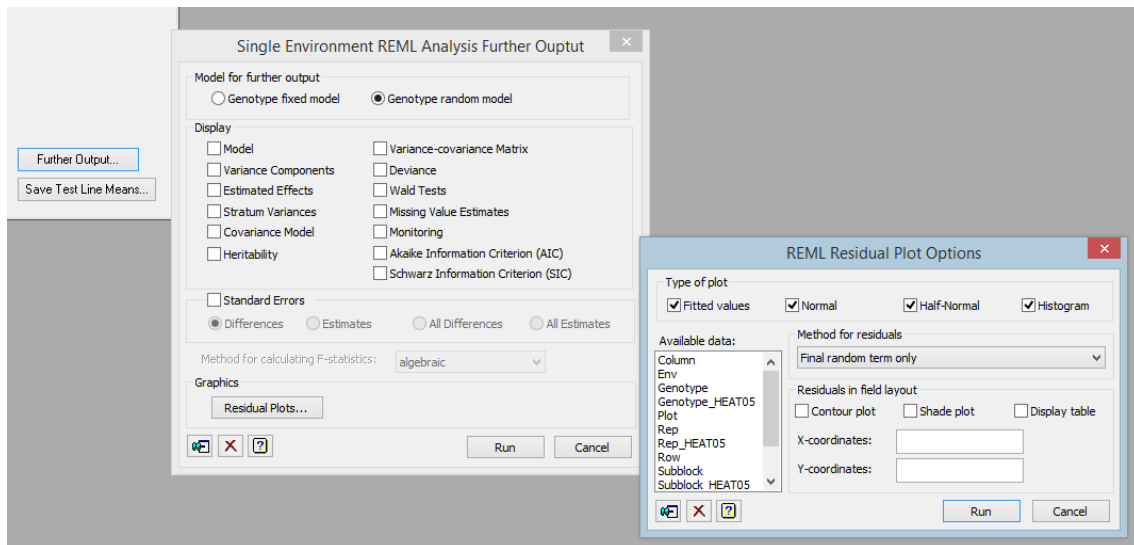 Further Output...
Save Test Line Means...
Single Environment REML Analysis Further Ouptut
Model for further output
Genotype fixed model Genotype random model
Display
Model Variance-covariance Matrix
Variance Components Deviance
Estimated Effects Wald Tests
Stratum Variances Missing Value Estimates
Covariance Model Monitoring
Heritability Akaike Information Criterion (AIC)
Schwarz Information Criterion (SIC)
Standard Errors
Differences Estimates All Differences All Estimates
Method for calculating F-statistics: algebraic
Graphics
Residual Plots...
Run Cancel
REML Residual Plot Options
Type of plot
Fitted values Normal Half-Normal Histogram
Available data:
Column
Env
Genotype
Genotype_HEAT05
Plot
Rep
Rep_HEAT05
Row
Subblock
Subblock_HEAT05
Method for residuals
Final random term only
Residuals in field layout
Contour plot Shade plot Display table
X-coordinates:
Y-coordinates:
Run Cancel